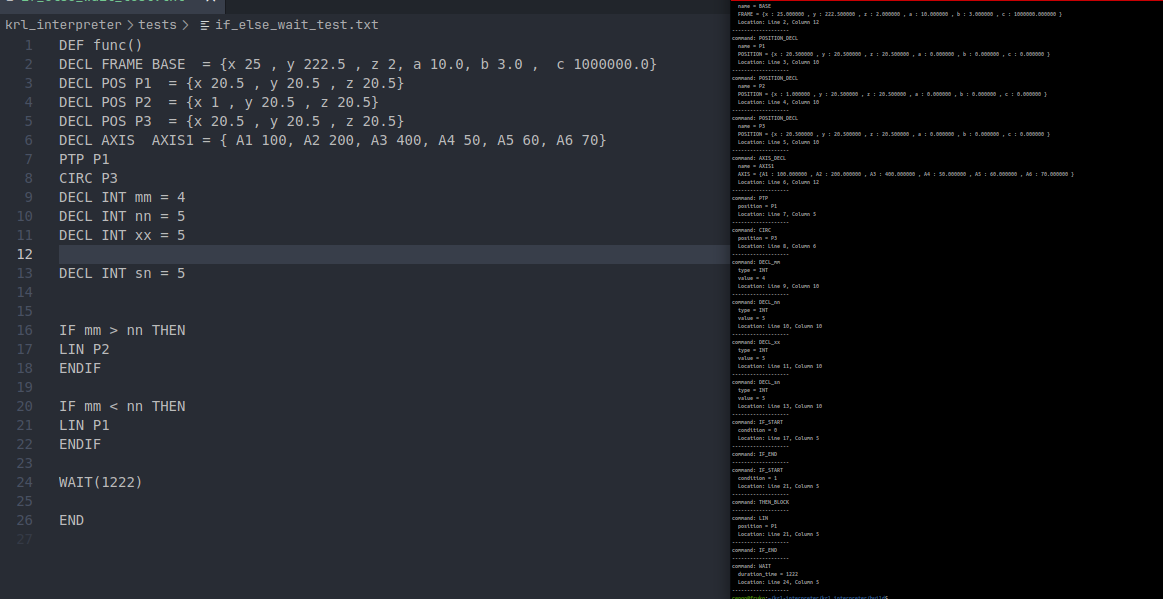 krl_interpreter > tests > if_else_wait_test.txt
1 DEF func()
2 DECL FRAME BASE  = {x 25 , y 222.5 , z 2, a 10.0, b 3.0 ,  c 1000000.0}
3 DECL POS P1  = {x 20.5 , y 20.5 , z 20.5}
4 DECL POS P2  = {x 1 , y 20.5 , z 20.5}
5 DECL POS P3  = {x 20.5 , y 20.5 , z 20.5}
6 DECL AXIS  AXIS1 = { A1 100, A2 200, A3 400, A4 50, A5 60, A6 70}
7 PTP P1
8 CIRC P3
9 DECL INT mm = 4
10 DECL INT nn = 5
11 DECL INT xx = 5
12
13 DECL INT sn = 5
14
15
16 IF mm > nn THEN
17 LIN P2
18 ENDIF
19
20 IF mm < nn THEN
21 LIN P1
22 ENDIF
23
24 WAIT(1222)
25
26 END
27
name = BASE
FRAME = {x : 25.000000 , y : 222.500000 , z : 2.000000 , a : 10.000000 , b : 3.000000 , c : 1000000.000000 }
Location: Line 2, Column 12
-------------------
command: POSITION_DECL
name = P1
POSITION = {x : 20.500000 , y : 20.500000 , z : 20.500000 , a : 0.000000 , b : 0.000000 , c : 0.000000 }
Location: Line 3, Column 10
-------------------
command: POSITION_DECL
name = P2
POSITION = {x : 1.000000 , y : 20.500000 , z : 20.500000 , a : 0.000000 , b : 0.000000 , c : 0.000000 }
Location: Line 4, Column 10
-------------------
command: POSITION_DECL
name = P3
POSITION = {x : 20.500000 , y : 20.500000 , z : 20.500000 , a : 0.000000 , b : 0.000000 , c : 0.000000 }
Location: Line 5, Column 10
-------------------
command: AXIS_DECL
name = AXIS1
AXIS = {A1 : 100.000000 , A2 : 200.000000 , A3 : 400.000000 , A4 : 50.000000 , A5 : 60.000000 , A6 : 70.000000 }
Location: Line 6, Column 12
-------------------
command: PTP
position = P1
Location: Line 7, Column 5
-------------------
command: CIRC
position = P3
Location: Line 8, Column 6
-------------------
command: DECL_mm
type = INT
value = 4
Location: Line 9, Column 10
-------------------
command: DECL_nn
type = INT
value = 5
Location: Line 10, Column 10
-------------------
command: DECL_xx
type = INT
value = 5
Location: Line 11, Column 10
-------------------
command: DECL_sn
type = INT
value = 5
Location: Line 13, Column 10
-------------------
command: IF_START
condition = 0
Location: Line 17, Column 5
-------------------
command: IF_END
-------------------
command: IF_START
condition = 1
Location: Line 21, Column 5
-------------------
command: THEN_BLOCK
-------------------
command: LIN
position = P1
Location: Line 21, Column 5
-------------------
command: IF_END
-------------------
command: WAIT
duration_time = 1222
Location: Line 24, Column 5
-------------------